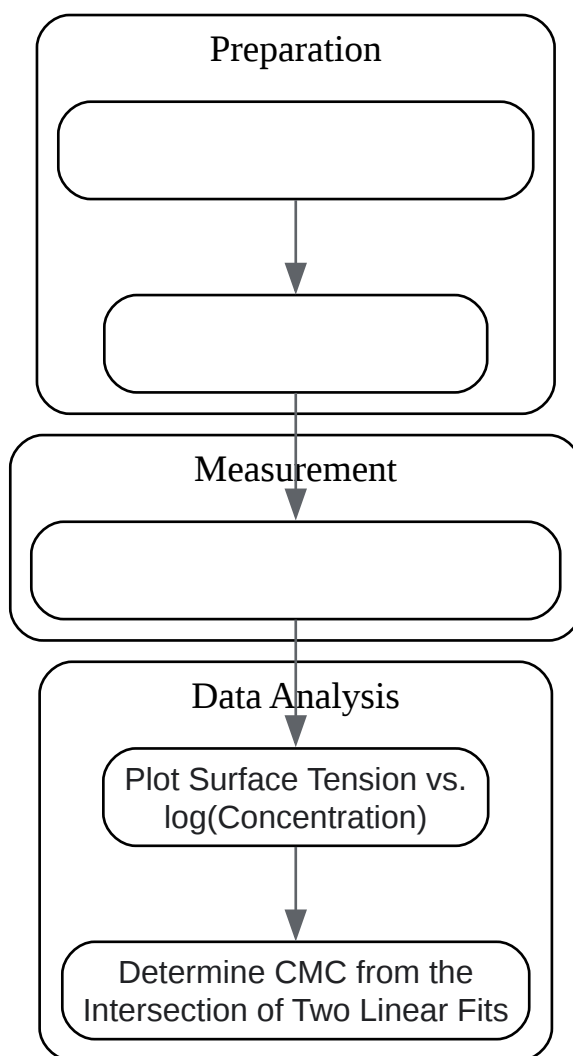 Preparation
Measurement
Data Analysis
Plot Surface Tension vs.
log(Concentration)
Determine CMC from the
Intersection of Two Linear Fits